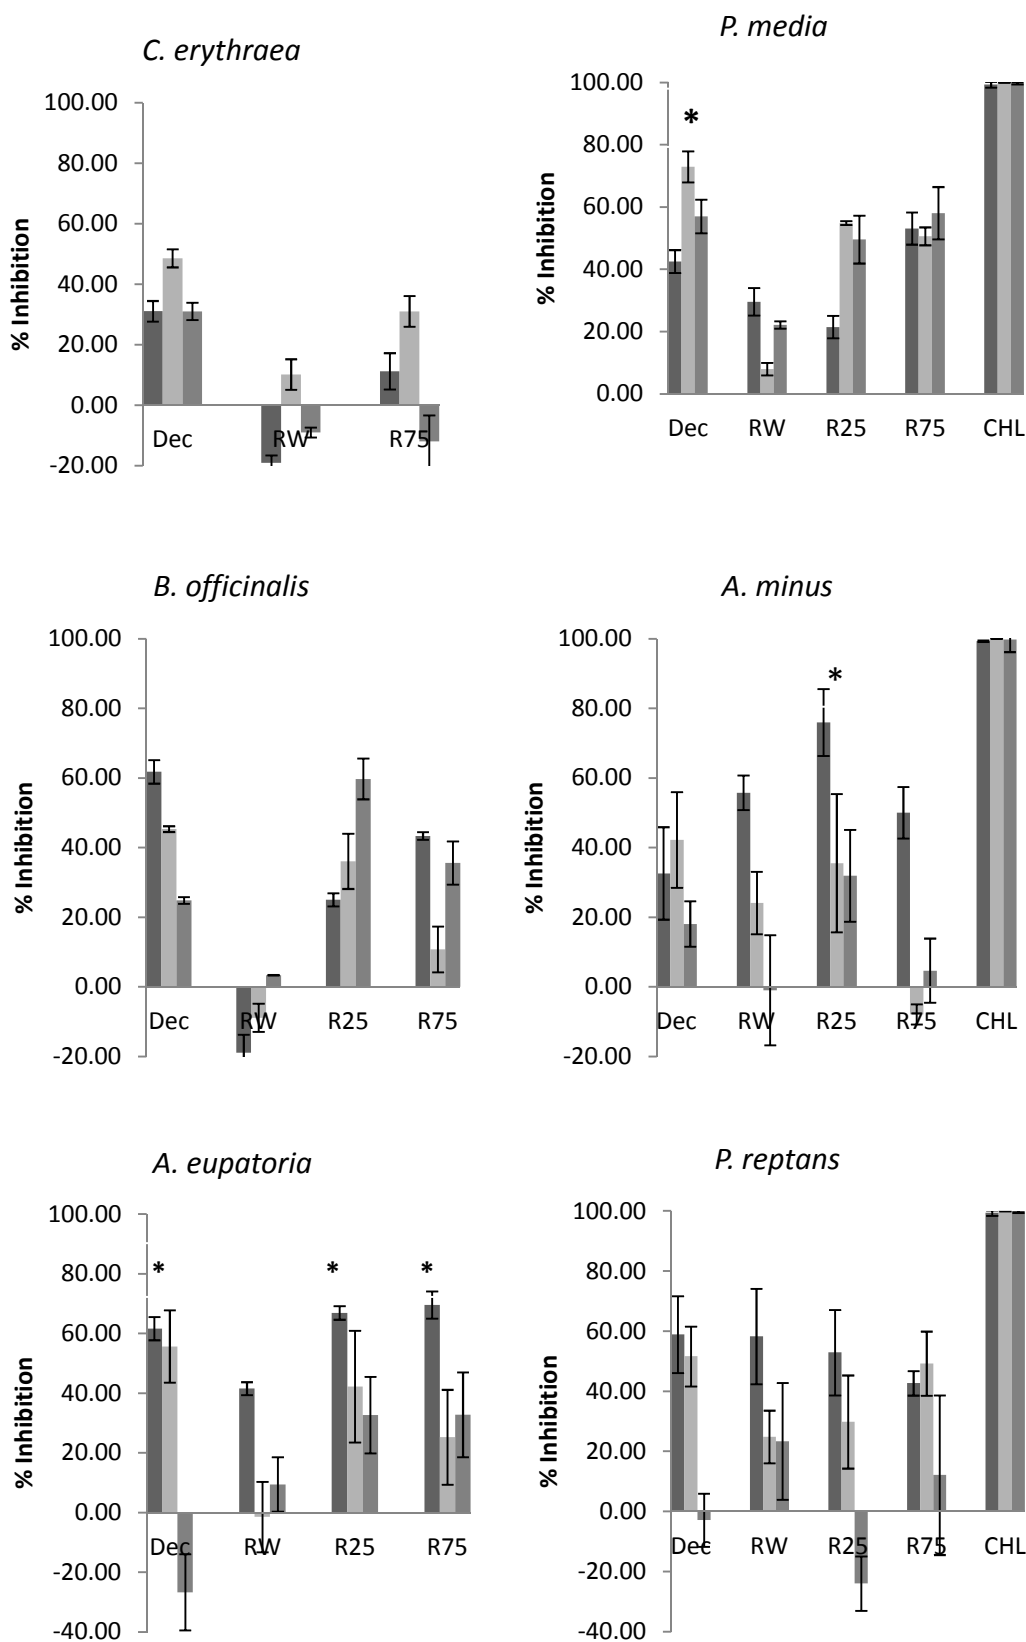 C. erythraea
100.00
80.00
60.00
40.00
20.00
0.00
-20.00
% Inhibition
Dec RW R75
P. media
100.00
80.00
60.00
40.00
20.00
0.00
% Inhibition
*
Dec RW R25 R75 CHL
B. officinalis
100.00
80.00
60.00
40.00
20.00
0.00
-20.00
% Inhibition
Dec RW R25 R75
A. minus
100.00
80.00
60.00
40.00
20.00
0.00
-20.00
% Inhibition
*
Dec RW R25 R75 CHL
A. eupatoria
100.00
80.00
60.00
40.00
20.00
0.00
-20.00
-40.00
% Inhibition
* * *
Dec RW R25 R75
P. reptans
100.00
80.00
60.00
40.00
20.00
0.00
-20.00
-40.00
% Inhibition
Dec RW R25 R75 CHL